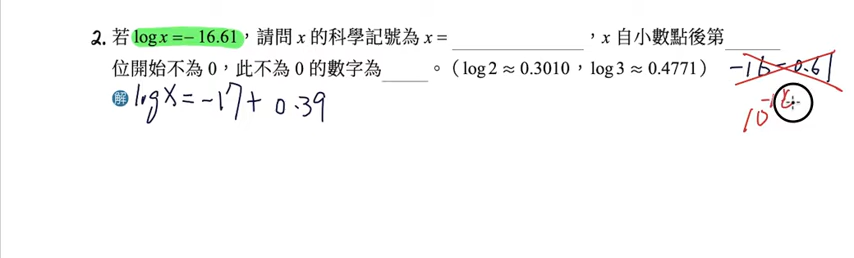 2. 若 log x = − 16.61，請問 x 的科學記號為 x = ＿＿＿＿＿＿，x 自小數點後第＿＿＿
位開始不為 0，此不為 0 的數字為＿＿＿。（log 2 ≈ 0.3010，log 3 ≈ 0.4771） -16-0.61
解 log x = -17 + 0.39
10